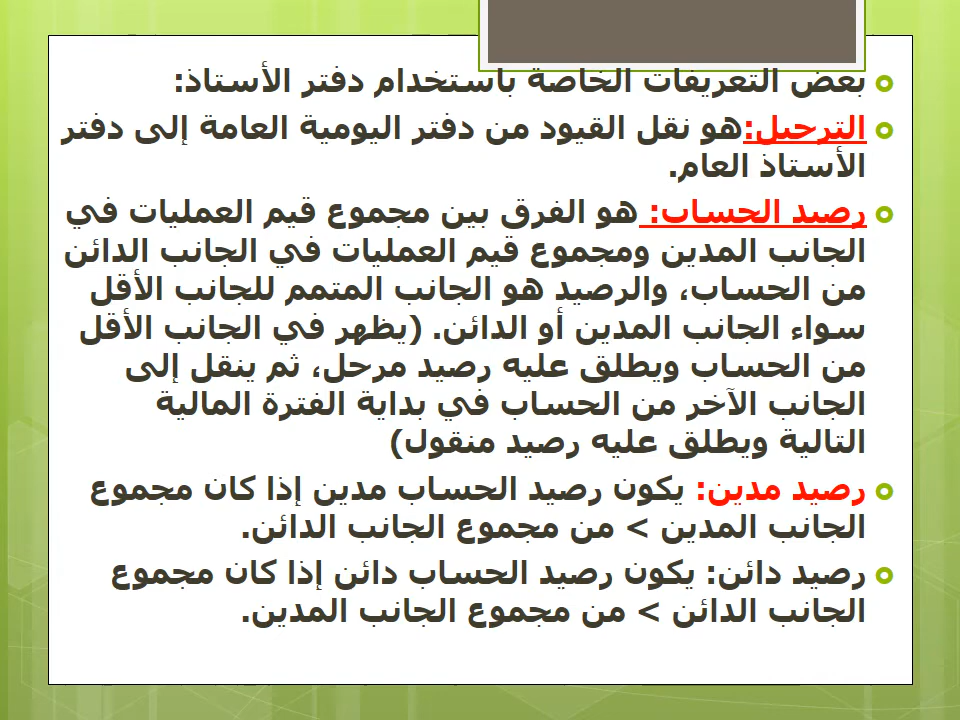 بعض التعريفات الخاصة باستخدام دفتر الأستاذ:
الترحيل:هو نقل القيود من دفتر اليومية العامة إلى دفتر
الأستاذ العام.
رصيد الحساب: هو الفرق بين مجموع قيم العمليات في
الجانب المدين ومجموع قيم العمليات في الجانب الدائن
من الحساب، والرصيد هو الجانب المتمم للجانب الأقل
سواء الجانب المدين أو الدائن. (يظهر في الجانب الأقل
من الحساب ويطلق عليه رصيد مرحل، ثم ينقل إلى
الجانب الآخر من الحساب في بداية الفترة المالية
التالية ويطلق عليه رصيد منقول)
رصيد مدين: يكون رصيد الحساب مدين إذا كان مجموع
الجانب المدين > من مجموع الجانب الدائن.
رصيد دائن: يكون رصيد الحساب دائن إذا كان مجموع
الجانب الدائن > من مجموع الجانب المدين.